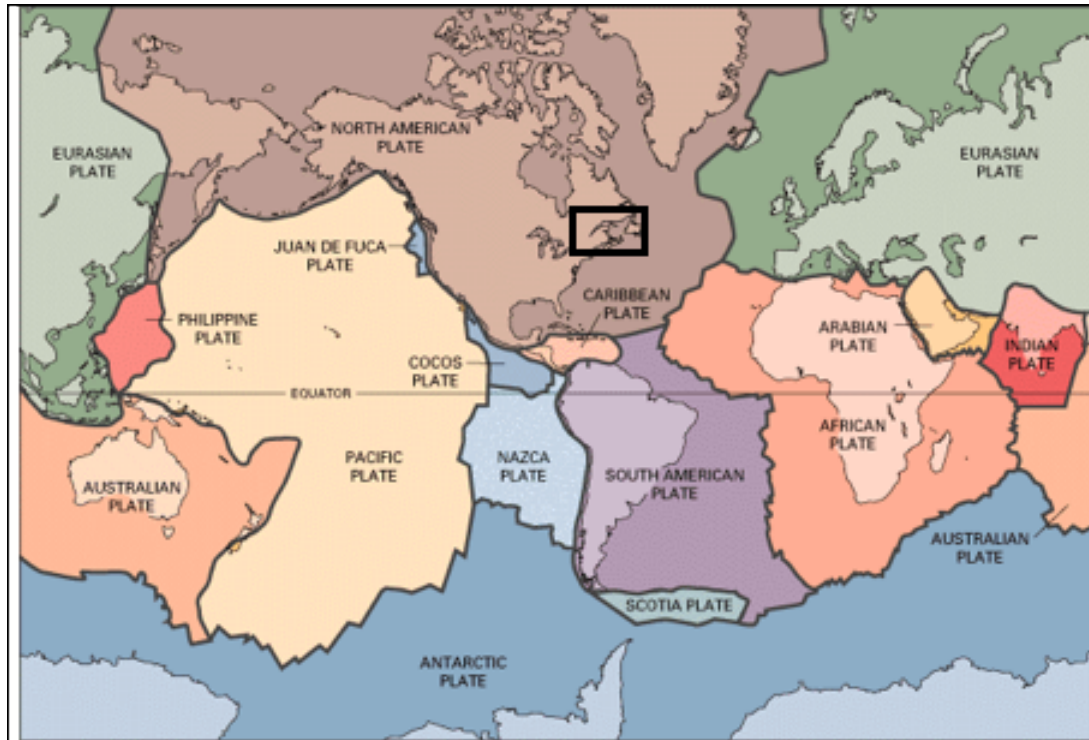 NORTH AMERICAN
PLATE
EURASIAN
PLATE
EURASIAN
PLATE
JUAN DE FUCA
PLATE
CARIBBEAN
PLATE
PHILIPPINE
PLATE
ARABIAN
PLATE
INDIAN
PLATE
COCOS
PLATE
EQUATOR
AFRICAN
PLATE
PACIFIC
PLATE
NAZCA
PLATE
SOUTH AMERICAN
PLATE
AUSTRALIAN
PLATE
AUSTRALIAN
PLATE
SCOTIA PLATE
ANTARCTIC
PLATE